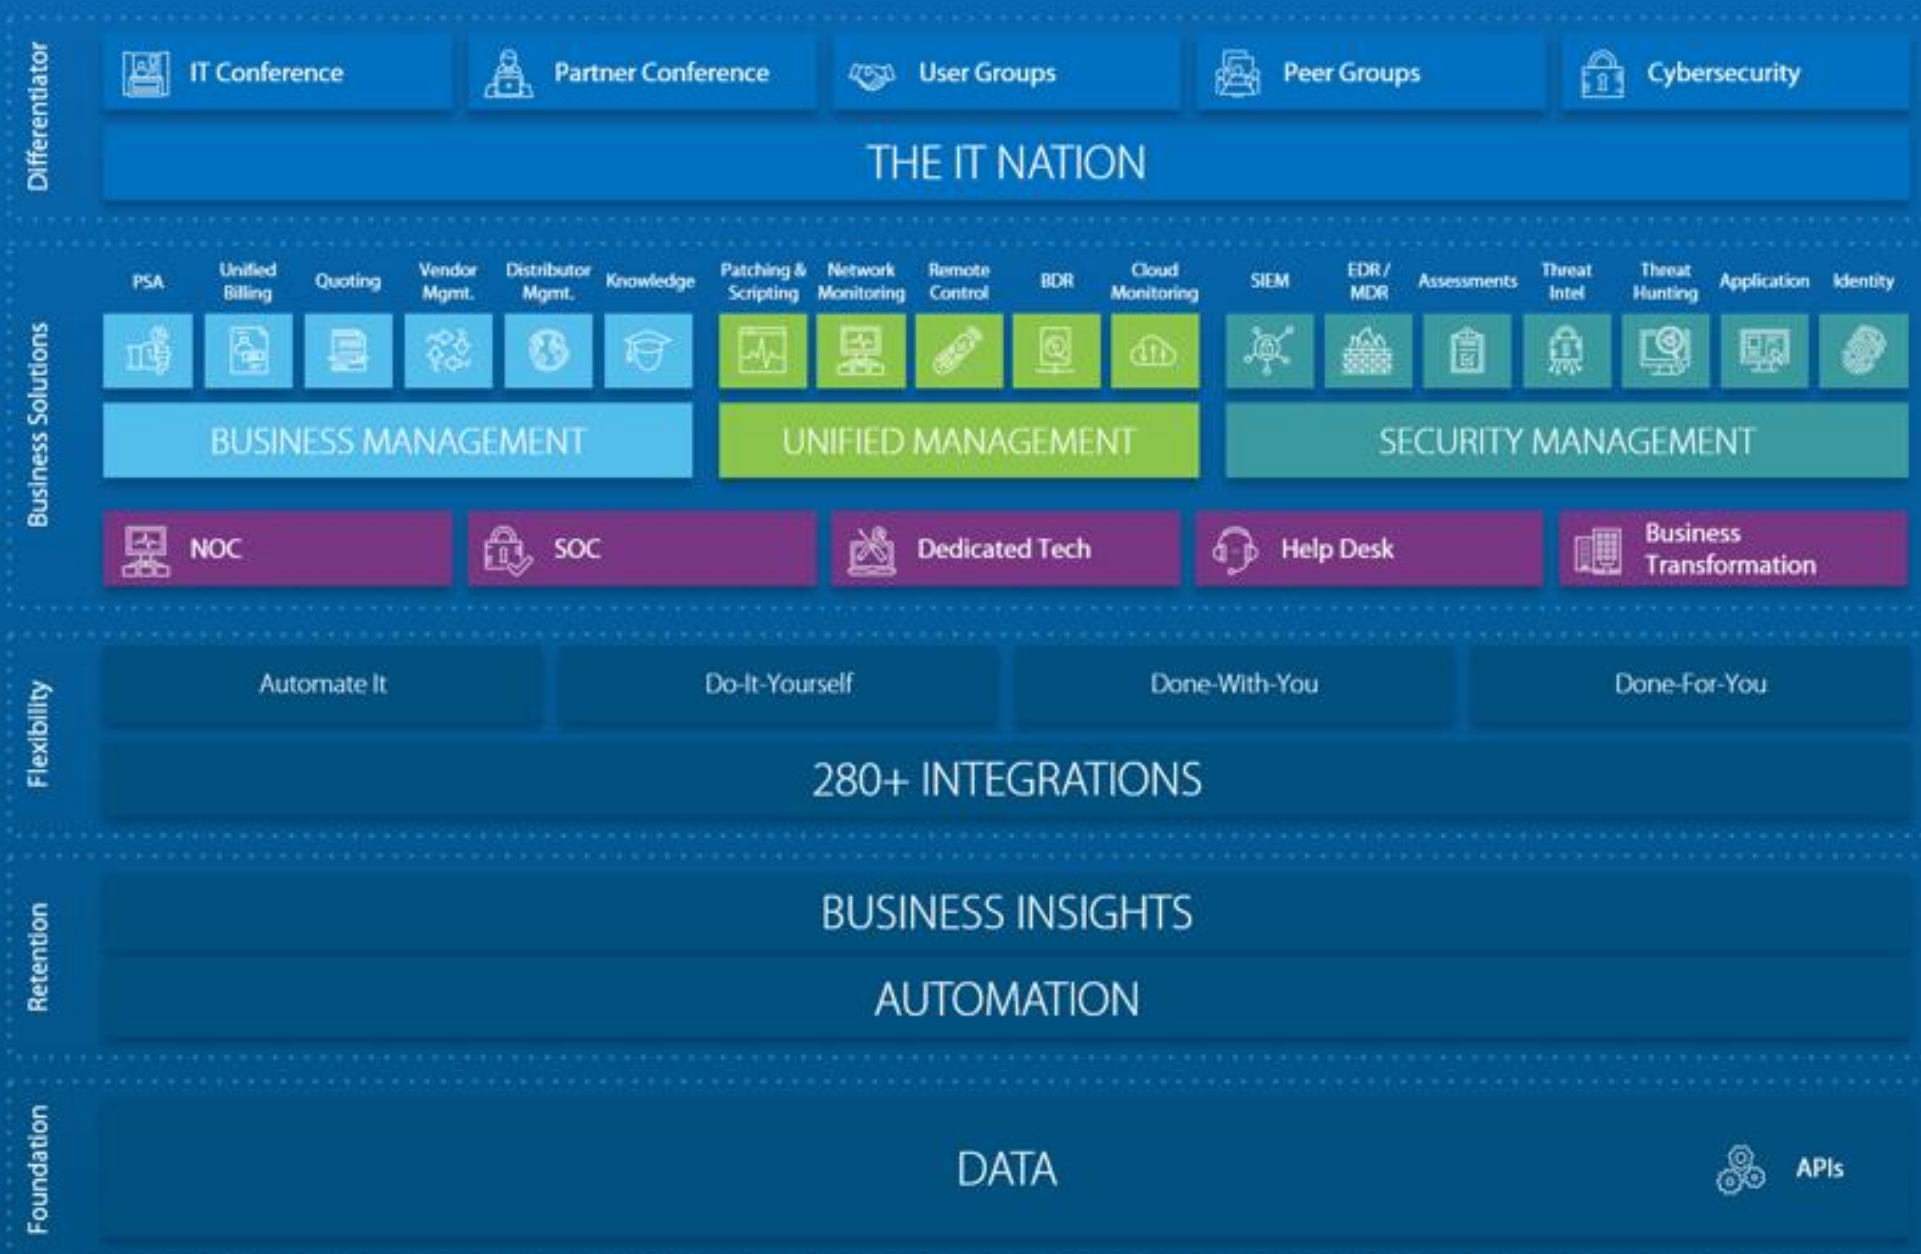 Differentiator
IT Conference
Partner Conference
User Groups
Peer Groups
Cybersecurity
THE IT NATION
Business Solutions
PSA
Unified
Billing
Quoting
Vendor
Mgmt.
Distributor
Mgmt.
Knowledge
Patching &
Scripting
Network
Monitoring
Remote
Control
BDR
Cloud
Monitoring
SIEM
EDR /
MDR
Assessments
Threat
Intel
Threat
Hunting
Application
Identity
BUSINESS MANAGEMENT
UNIFIED MANAGEMENT
SECURITY MANAGEMENT
NOC
SOC
Dedicated Tech
Help Desk
Business
Transformation
Flexibility
Automate It
Do-It-Yourself
Done-With-You
Done-For-You
280+ INTEGRATIONS
Retention
BUSINESS INSIGHTS
AUTOMATION
Foundation
DATA
APIs